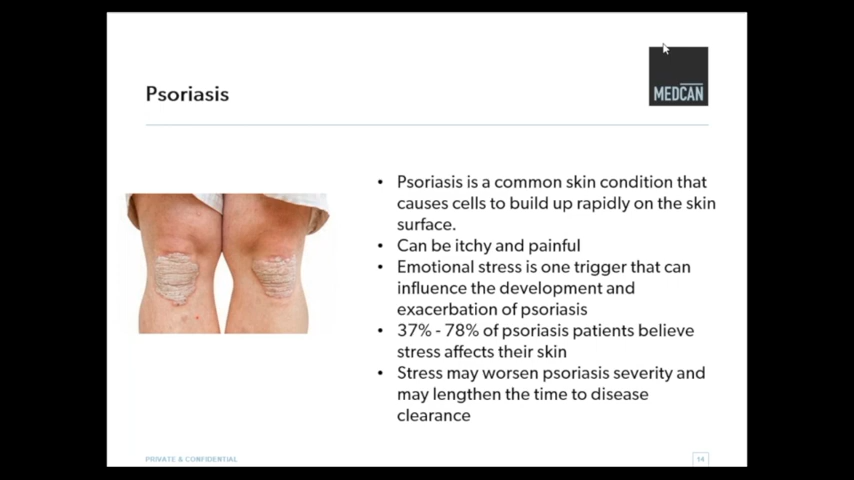 MEDCAN
Psoriasis
• Psoriasis is a common skin condition that
causes cells to build up rapidly on the skin
surface.
• Can be itchy and painful
• Emotional stress is one trigger that can
influence the development and
exacerbation of psoriasis
• 37% - 78% of psoriasis patients believe
stress affects their skin
• Stress may worsen psoriasis severity and
may lengthen the time to disease
clearance
PRIVATE & CONFIDENTIAL
14